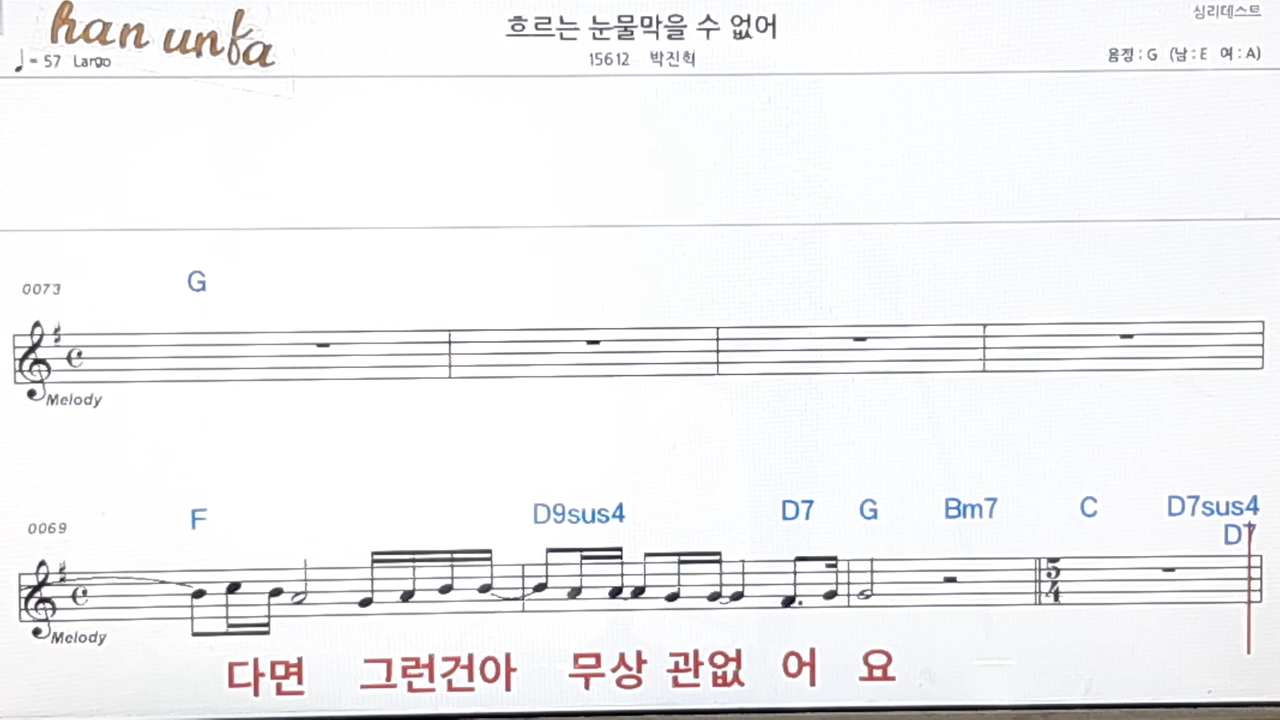 han unfa
흐르는 눈물막을 수 없어
심리테스트
♩= 57 Largo
15612 박진혁
음정 : G (남 : E 여 : A)
0073
G
Melody
0069
F D9sus4 D7 G Bm7 C D7sus4
D7
5
4
Melody
다면 그런건아 무상 관없 어 요